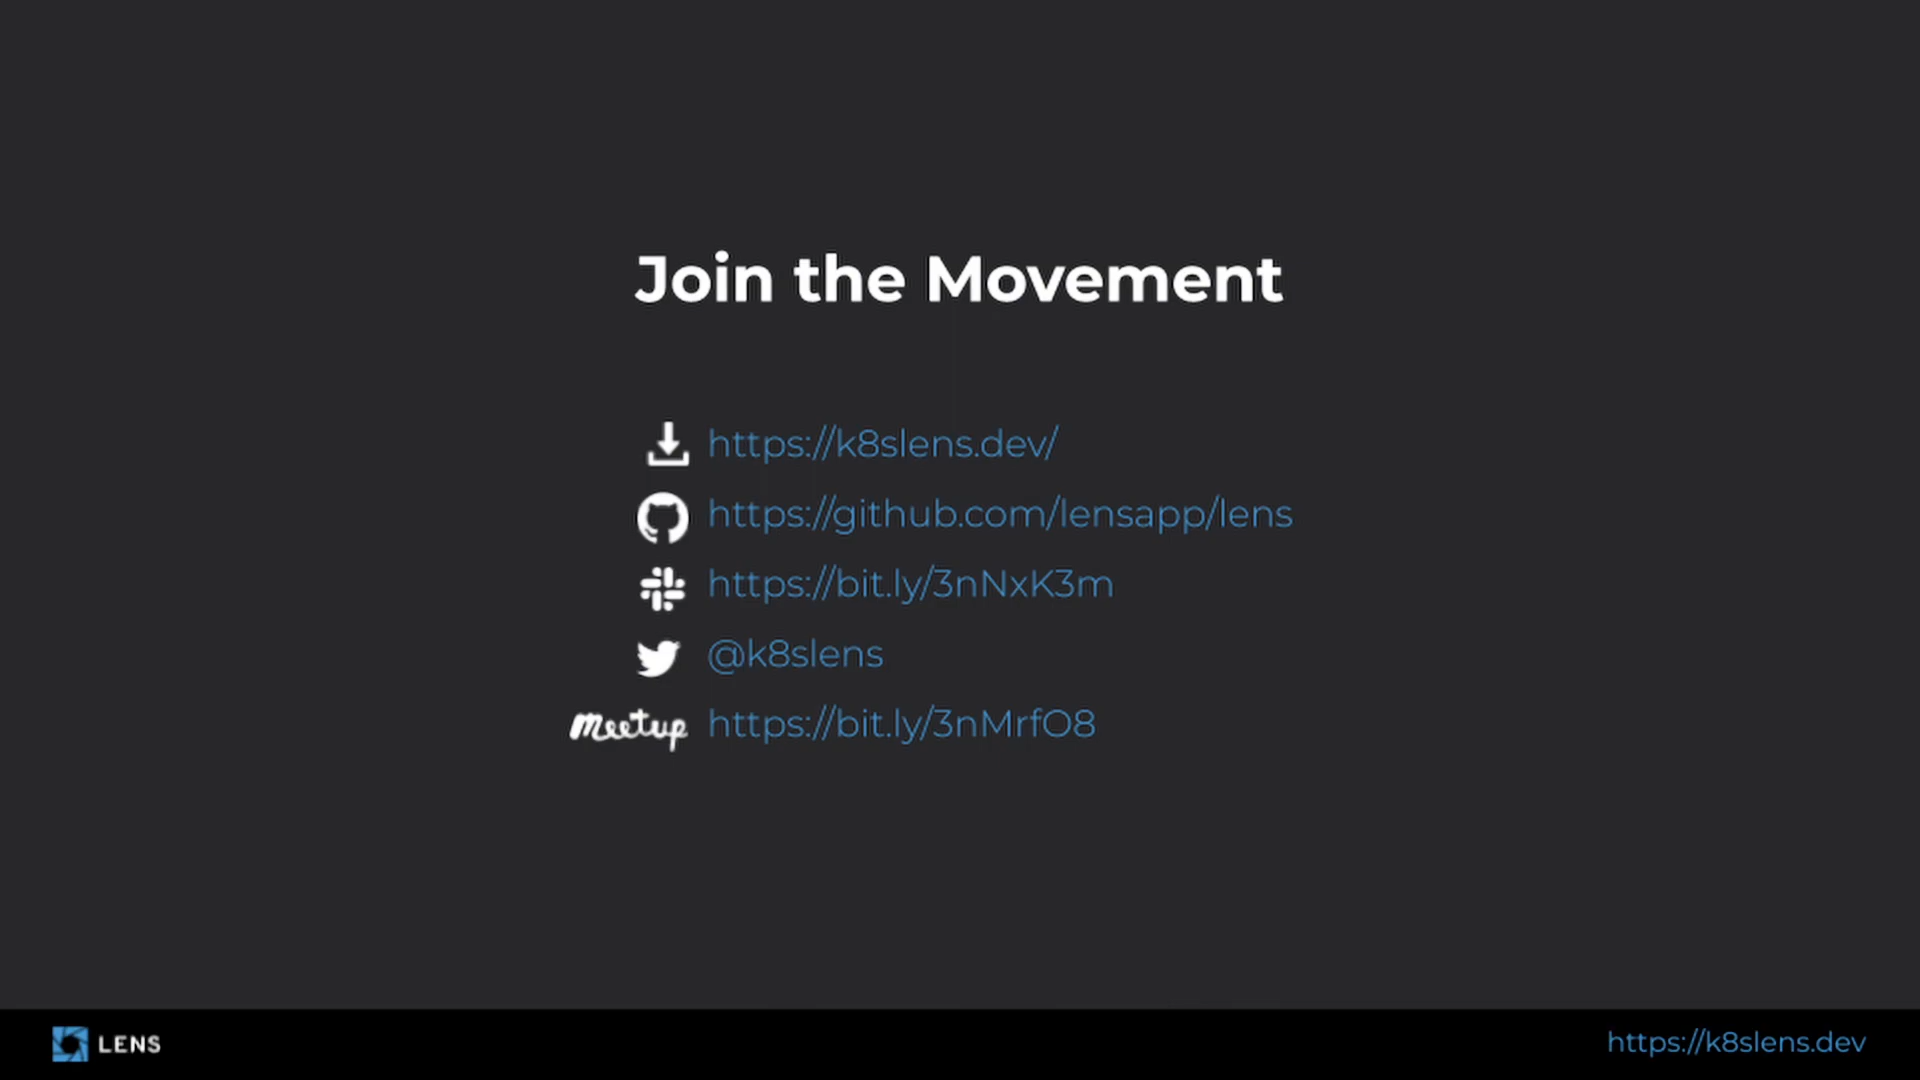 Join the Movement
https://k8slens.dev/
https://github.com/lensapp/lens
https://bit.ly/3nNxK3m
@k8slens
meetup https://bit.ly/3nMrfO8
LENS
https://k8slens.dev